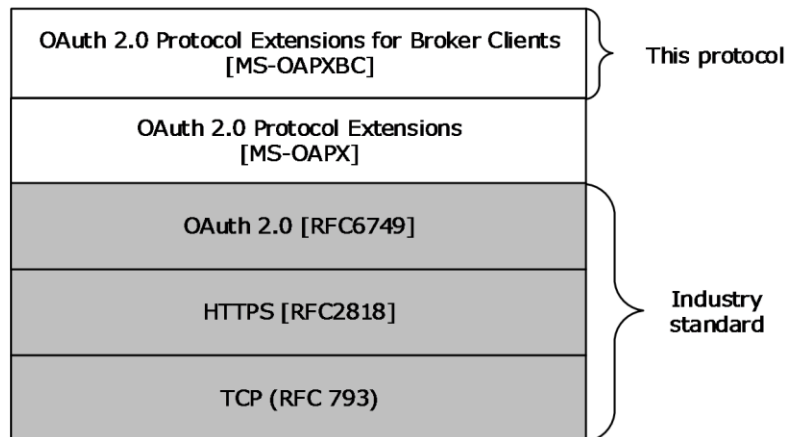 OAuth 2.0 Protocol Extensions for Broker Clients
[MS-OAPXBC]
This protocol
OAuth 2.0 Protocol Extensions
[MS-OAPX]
OAuth 2.0 [RFC6749]
HTTPS [RFC2818]
Industry
standard
TCP (RFC 793)